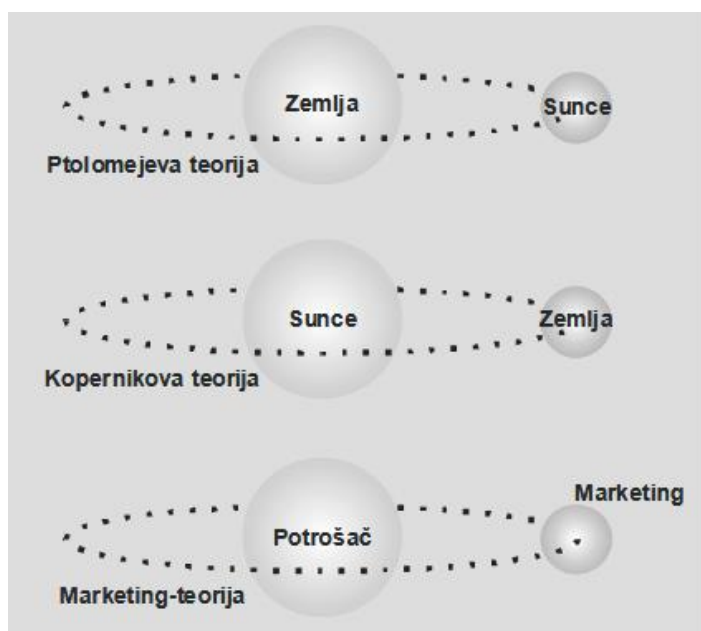 Zemlja
Sunce
Ptolomejeva teorija
Sunce
Zemlja
Kopernikova teorija
Marketing
Potrošač
Marketing-teorija